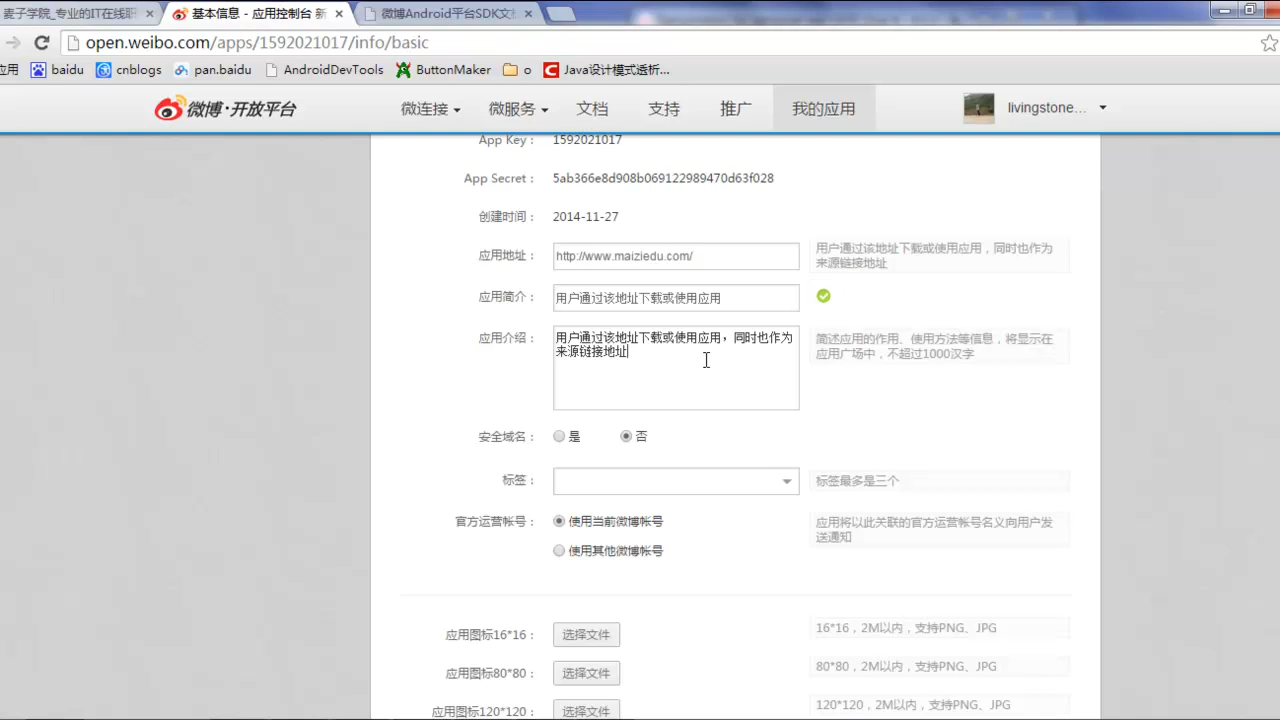 麦子学院_专业的IT在线职
基本信息 - 应用控制台 新
微博Android平台SDK文档
open.weibo.com/apps/1592021017/info/basic
应用
baidu
cnblogs
pan.baidu
AndroidDevTools
ButtonMaker
o
Java设计模式透析...
微博·开放平台
微连接
微服务
文档
支持
推广
我的应用
livingstone...
App Key：
1592021017
App Secret：
5ab366e8d908b069122989470d63f028
创建时间：
2014-11-27
应用地址：
http://www.maiziedu.com/
用户通过该地址下载或使用应用，同时也作为
来源链接地址
应用简介：
用户通过该地址下载或使用应用
应用介绍：
用户通过该地址下载或使用应用，同时也作为
来源链接地址
简述应用的作用、使用方法等信息，将显示在
应用广场中，不超过1000汉字
安全域名：
是
否
标签：
标签最多是三个
官方运营帐号：
使用当前微博帐号
使用其他微博帐号
应用将以此关联的官方运营帐号名义向用户发
送通知
应用图标16*16：
选择文件
16*16，2M以内，支持PNG、JPG
应用图标80*80：
选择文件
80*80，2M以内，支持PNG、JPG
应用图标120*120：
选择文件
120*120，2M以内，支持PNG、JPG